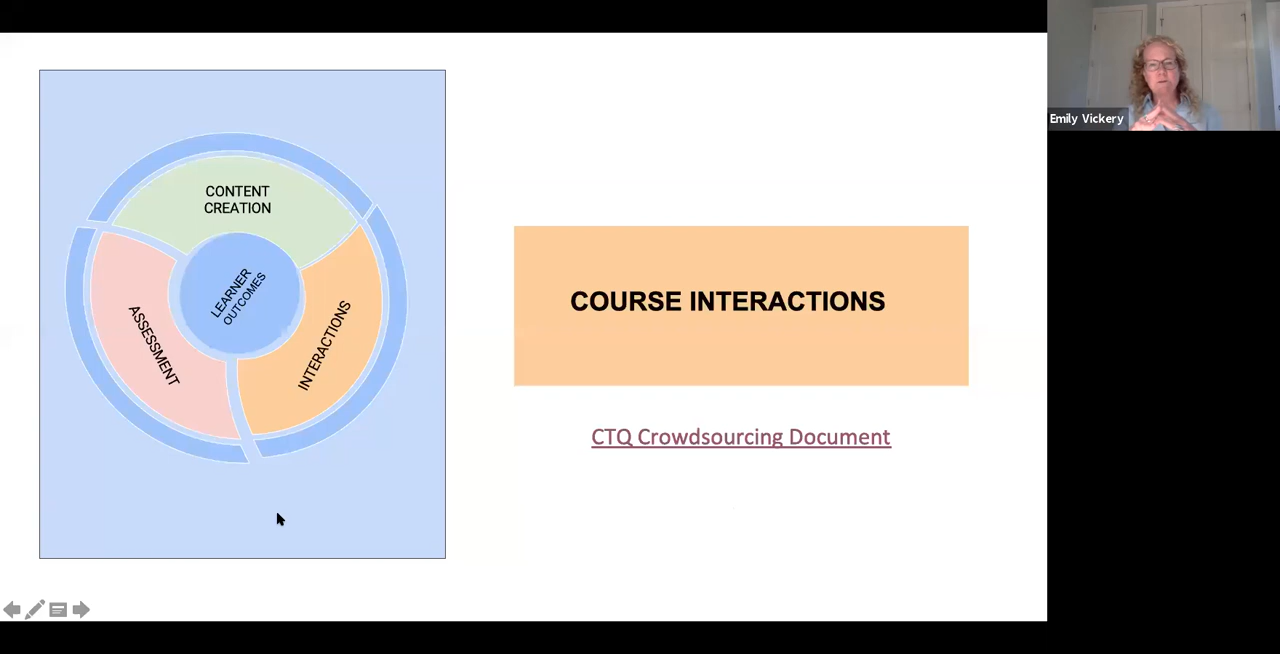 CONTENT
CREATION
LEARNER
OUTCOMES
ASSESSMENT
INTERACTIONS
COURSE INTERACTIONS
CTQ Crowdsourcing Document
Emily Vickery